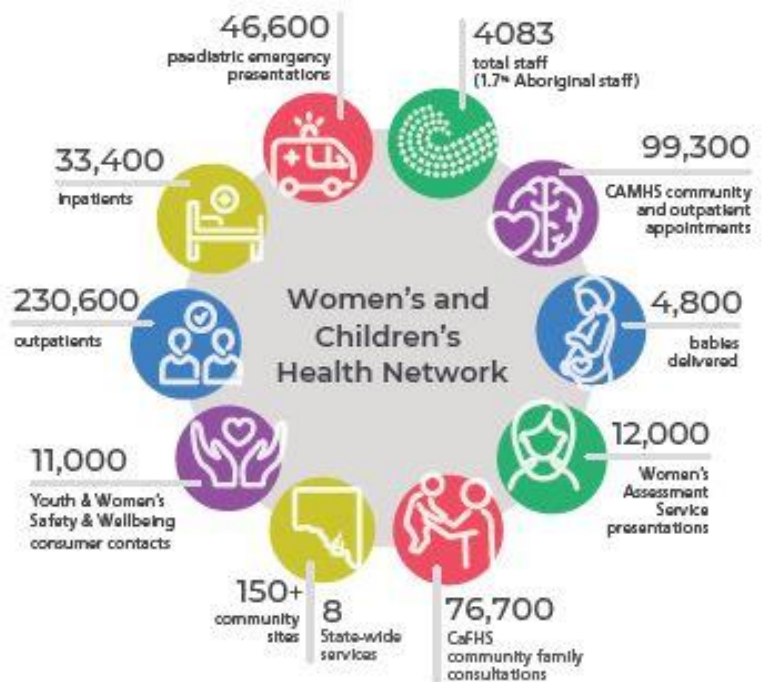 46,600
paediatric emergency
presentations
4083
total staff
(1.7% Aboriginal staff)
33,400
Inpatients
99,300
CAMHS community
and outpatient
appointments
230,600
outpatients
Women's and
Children's
Health Network
4,800
babies
delivered
11,000
Youth & Women's
Safety & Wellbeing
consumer contacts
12,000
Women's
Assessment
Service
presentations
150+
community
sites
8
State-wide
services
76,700
CaFHS
community family
consultations